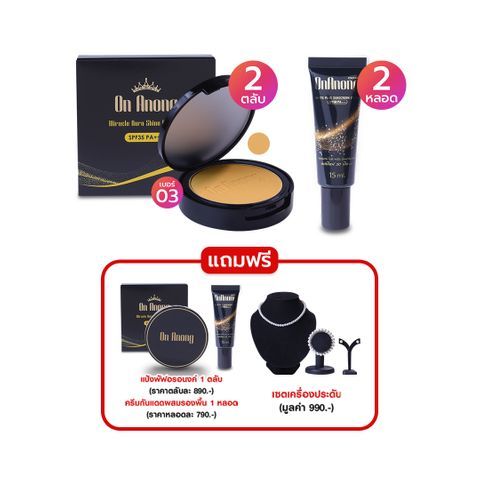 On Anong
Miracle Aura Shine
SPF35 PA++
2
ตลับ
เบอร์
03
OnAnong
15 ml.
2
หลอด
แถมฟรี
On Anong
On Anong
แป้งพัฟอรอนงค์ 1 ตลับ
(ราคาตลับละ 890.-)
ครีมกันแดดผสมรองพื้น 1 หลอด
(ราคาหลอดละ 790.-)
เซตเครื่องประดับ
(มูลค่า 990.-)